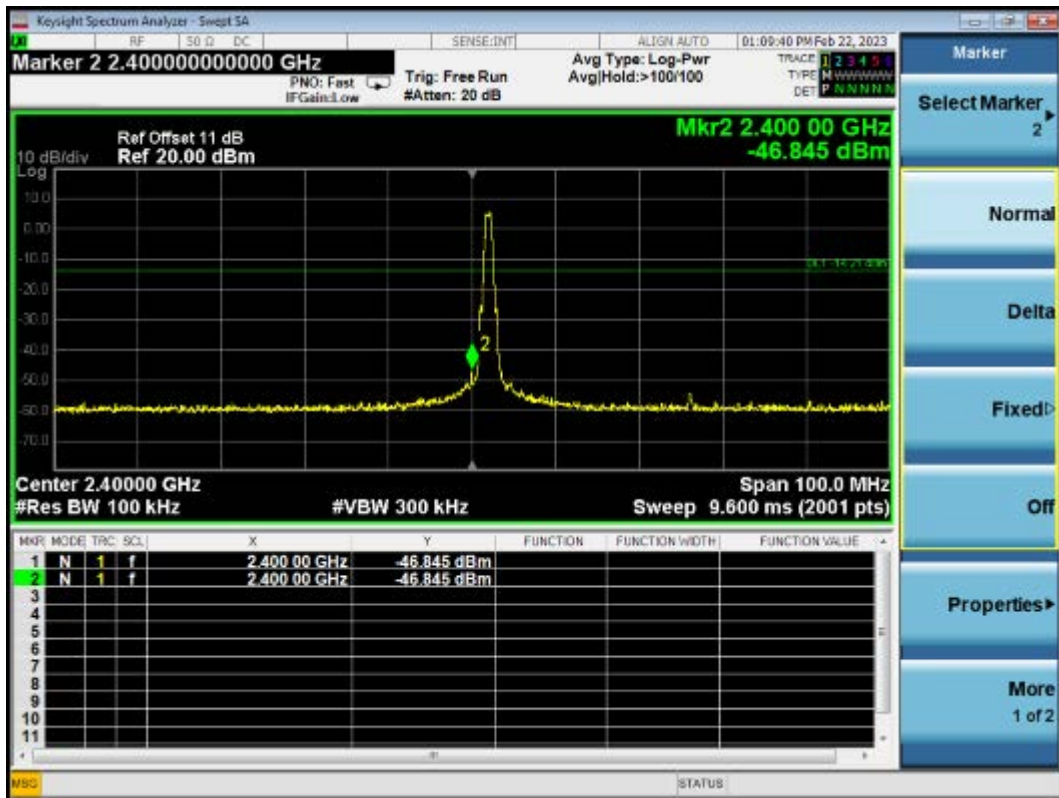 Keysight Spectrum Analyzer - Swept SA
RF 50 Ω DC SENSE:INT ALIGN AUTO 01:09:40 PM Feb 22, 2023
Marker 2 2.400000000000 GHz
PNO: Fast
IFGain:Low
Trig: Free Run
#Atten: 20 dB
Avg Type: Log-Pwr
Avg|Hold:>100/100
TRACE 1 2 3 4 5 6
TYPE M W W W W W
DET P N N N N N
Ref Offset 11 dB
10 dB/div Ref 20.00 dBm
Log
Mkr2 2.400 00 GHz
-46.845 dBm
10.0
0.00
-10.0
-20.0
-30.0
-40.0
-50.0
-60.0
-70.0
2
Center 2.40000 GHz Span 100.0 MHz
#Res BW 100 kHz #VBW 300 kHz Sweep 9.600 ms (2001 pts)
MKR MODE TRC SCL X Y FUNCTION FUNCTION WIDTH FUNCTION VALUE
1 N 1 f 2.400 00 GHz -46.845 dBm
2 N 1 f 2.400 00 GHz -46.845 dBm
3
4
5
6
7
8
9
10
11
MSG STATUS
Marker
Select Marker
2
Normal
Delta
Fixed
Off
Properties
More
1 of 2